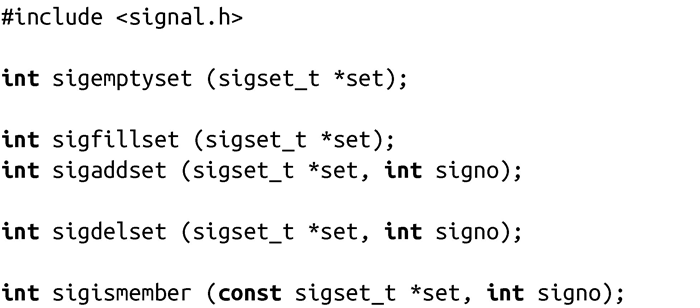 #include <signal.h>
int sigemptyset (sigset_t *set);
int sigfillset (sigset_t *set);
int sigaddset (sigset_t *set, int signo);
int sigdelset (sigset_t *set, int signo);
int sigismember (const sigset_t *set, int signo);